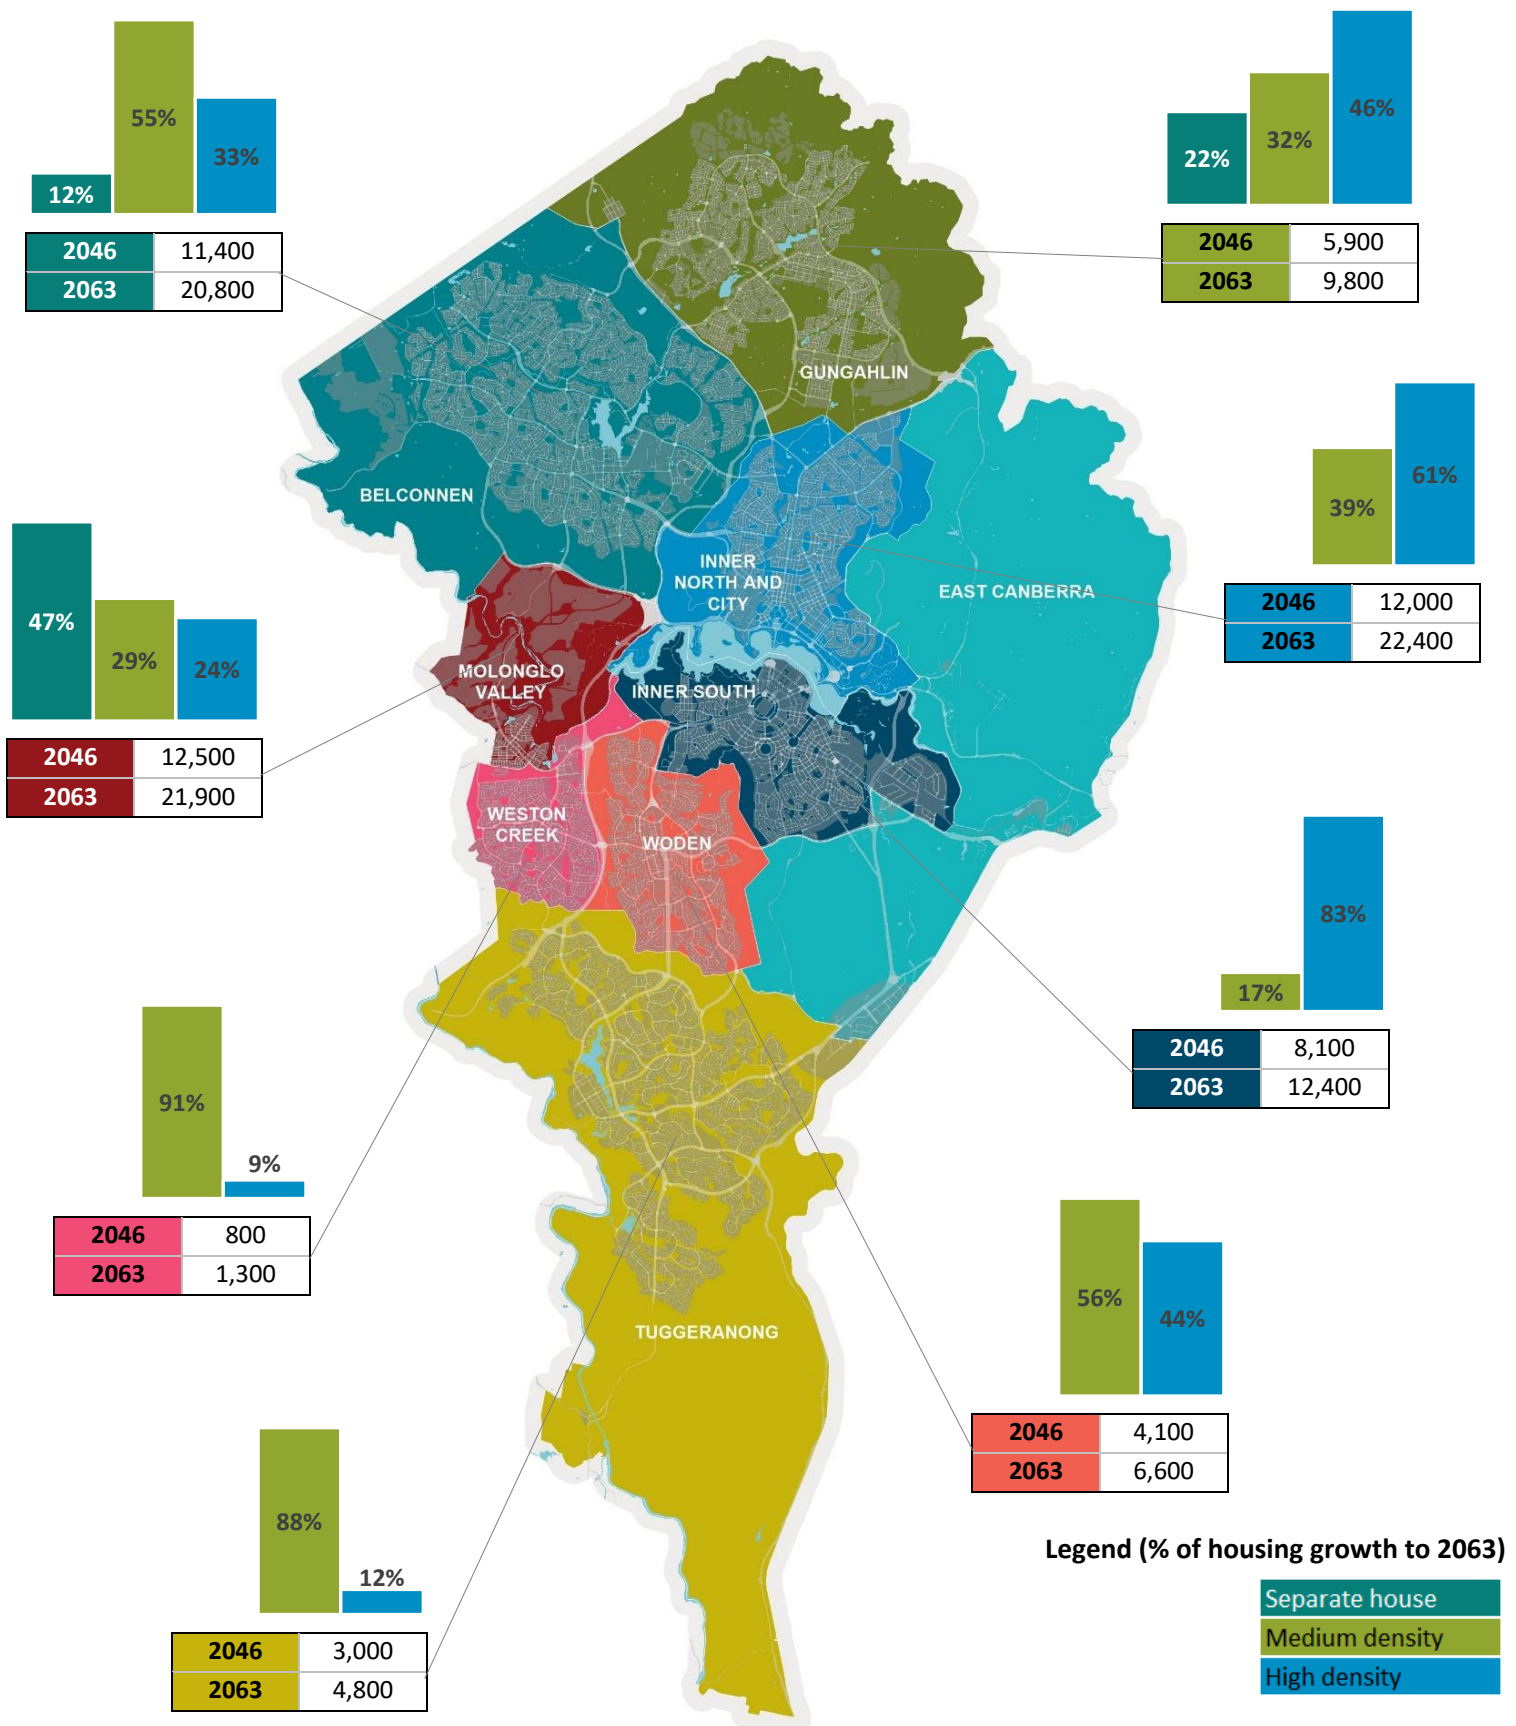 55%
33%
12%
2046 11,400
2063 20,800
46%
32%
22%
2046 5,900
2063 9,800
GUNGAHLIN
BELCONNEN
61%
39%
2046 12,000
2063 22,400
INNER
NORTH AND
CITY
EAST CANBERRA
47%
29%
24%
2046 12,500
2063 21,900
MOLONGLO
VALLEY
INNER SOUTH
WESTON
CREEK
WODEN
83%
17%
2046 8,100
2063 12,400
91%
9%
2046 800
2063 1,300
56%
44%
2046 4,100
2063 6,600
TUGGERANONG
88%
12%
2046 3,000
2063 4,800
Legend (% of housing growth to 2063)
Separate house
Medium density
High density